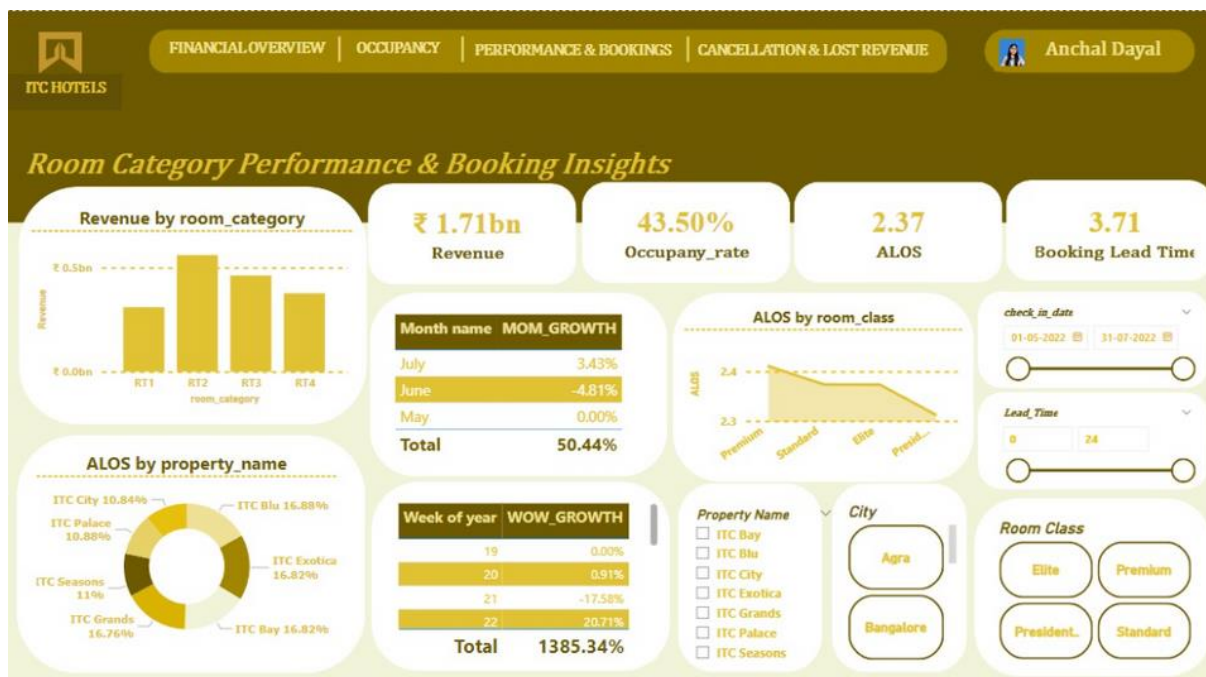 ITC HOTELS
FINANCIAL OVERVIEW
OCCUPANCY
PERFORMANCE & BOOKINGS
CANCELLATION & LOST REVENUE
Anchal Dayal
Room Category Performance & Booking Insights
Revenue by room_category
₹ 0.5bn
₹ 0.0bn
Revenue
RT1 RT2 RT3 RT4
room_category
₹ 1.71bn
Revenue
43.50%
Occupany_rate
2.37
ALOS
3.71
Booking Lead Time
Month name MOM_GROWTH
July 3.43%
June -4.81%
May 0.00%
Total 50.44%
ALOS by room_class
2.4
2.3
ALOS
Premium Standard Elite Presid...
check_in_date
01-05-2022 31-07-2022
Lead_Time
0 24
ALOS by property_name
ITC City 10.84%
ITC Palace
10.88%
ITC Seasons
11%
ITC Grands
16.76%
ITC Blu 16.88%
ITC Exotica
16.82%
ITC Bay 16.82%
Week of year WOW_GROWTH
19 0.00%
20 0.91%
21 -17.58%
22 20.71%
Total 1385.34%
Property Name
ITC Bay
ITC Blu
ITC City
ITC Exotica
ITC Grands
ITC Palace
ITC Seasons
City
Agra
Bangalore
Room Class
Elite Premium
President.. Standard